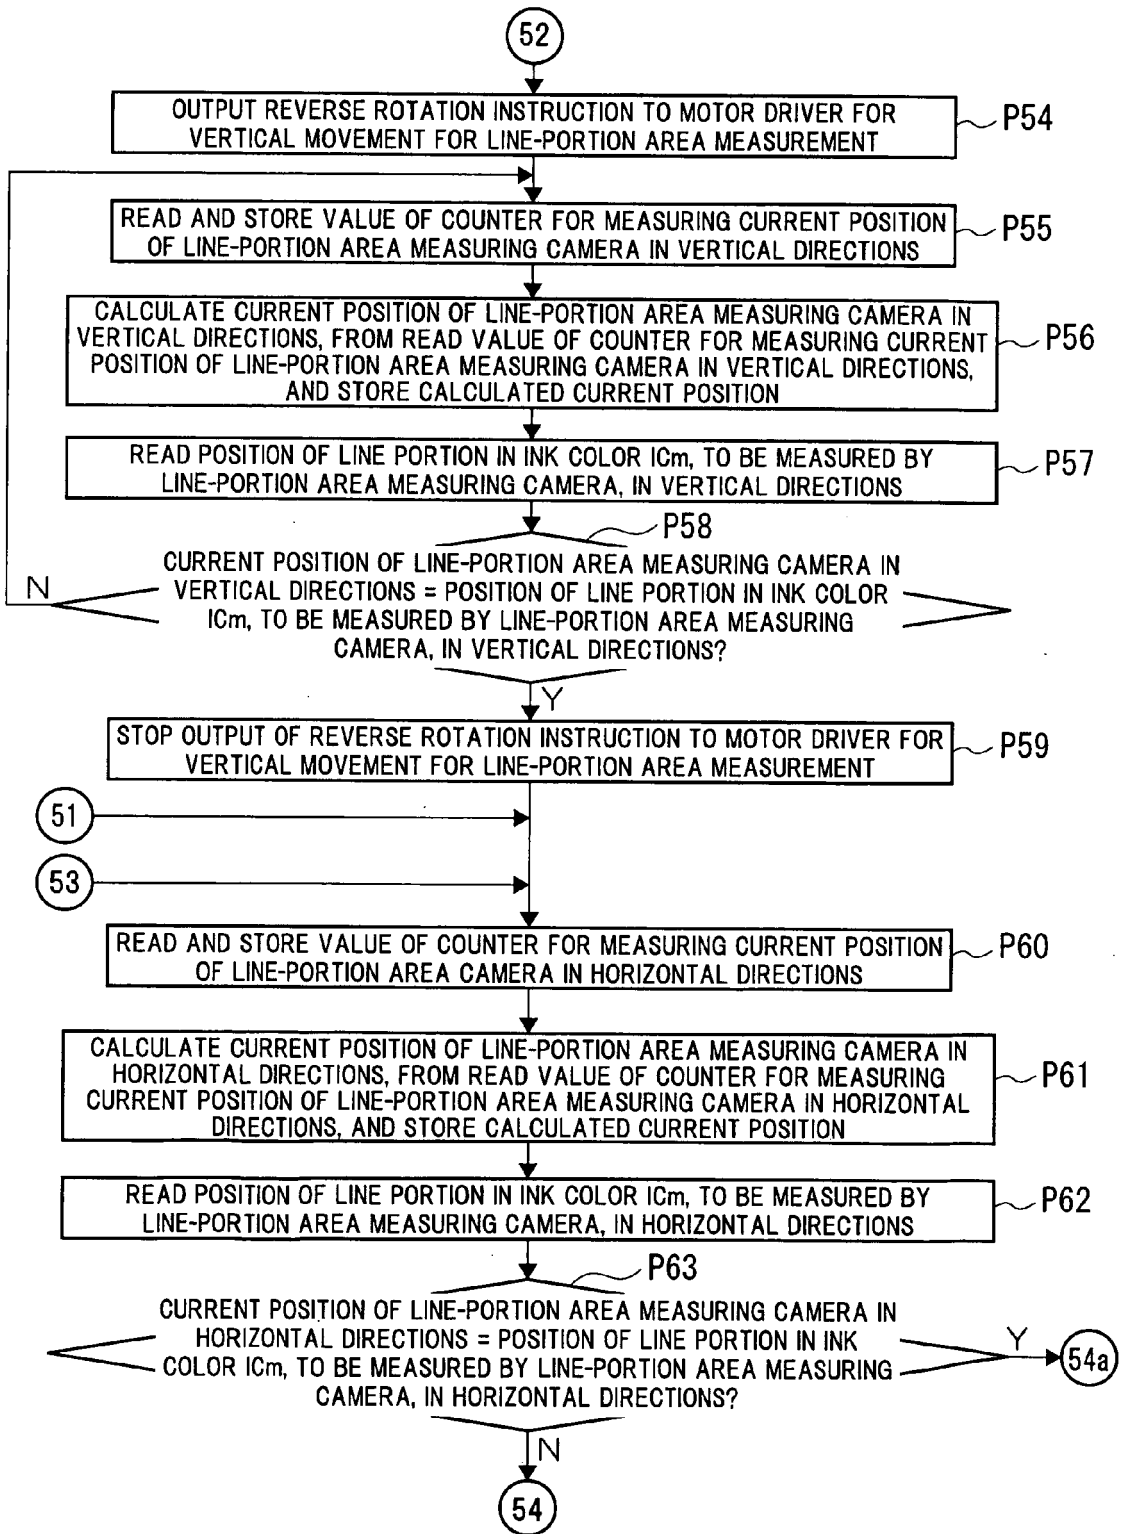 52
OUTPUT REVERSE ROTATION INSTRUCTION TO MOTOR DRIVER FOR
VERTICAL MOVEMENT FOR LINE-PORTION AREA MEASUREMENT
P54
READ AND STORE VALUE OF COUNTER FOR MEASURING CURRENT POSITION
OF LINE-PORTION AREA MEASURING CAMERA IN VERTICAL DIRECTIONS
P55
CALCULATE CURRENT POSITION OF LINE-PORTION AREA MEASURING CAMERA IN
VERTICAL DIRECTIONS, FROM READ VALUE OF COUNTER FOR MEASURING CURRENT
POSITION OF LINE-PORTION AREA MEASURING CAMERA IN VERTICAL DIRECTIONS,
AND STORE CALCULATED CURRENT POSITION
P56
READ POSITION OF LINE PORTION IN INK COLOR ICm, TO BE MEASURED BY
LINE-PORTION AREA MEASURING CAMERA, IN VERTICAL DIRECTIONS
P57
P58
CURRENT POSITION OF LINE-PORTION AREA MEASURING CAMERA IN
VERTICAL DIRECTIONS = POSITION OF LINE PORTION IN INK COLOR
ICm, TO BE MEASURED BY LINE-PORTION AREA MEASURING
CAMERA, IN VERTICAL DIRECTIONS?
N
Y
STOP OUTPUT OF REVERSE ROTATION INSTRUCTION TO MOTOR DRIVER FOR
VERTICAL MOVEMENT FOR LINE-PORTION AREA MEASUREMENT
P59
51
53
READ AND STORE VALUE OF COUNTER FOR MEASURING CURRENT POSITION
OF LINE-PORTION AREA CAMERA IN HORIZONTAL DIRECTIONS
P60
CALCULATE CURRENT POSITION OF LINE-PORTION AREA MEASURING CAMERA IN
HORIZONTAL DIRECTIONS, FROM READ VALUE OF COUNTER FOR MEASURING
CURRENT POSITION OF LINE-PORTION AREA MEASURING CAMERA IN HORIZONTAL
DIRECTIONS, AND STORE CALCULATED CURRENT POSITION
P61
READ POSITION OF LINE PORTION IN INK COLOR ICm, TO BE MEASURED BY
LINE-PORTION AREA MEASURING CAMERA, IN HORIZONTAL DIRECTIONS
P62
P63
CURRENT POSITION OF LINE-PORTION AREA MEASURING CAMERA IN
HORIZONTAL DIRECTIONS = POSITION OF LINE PORTION IN INK
COLOR ICm, TO BE MEASURED BY LINE-PORTION AREA MEASURING
CAMERA, IN HORIZONTAL DIRECTIONS?
Y
54a
N
54